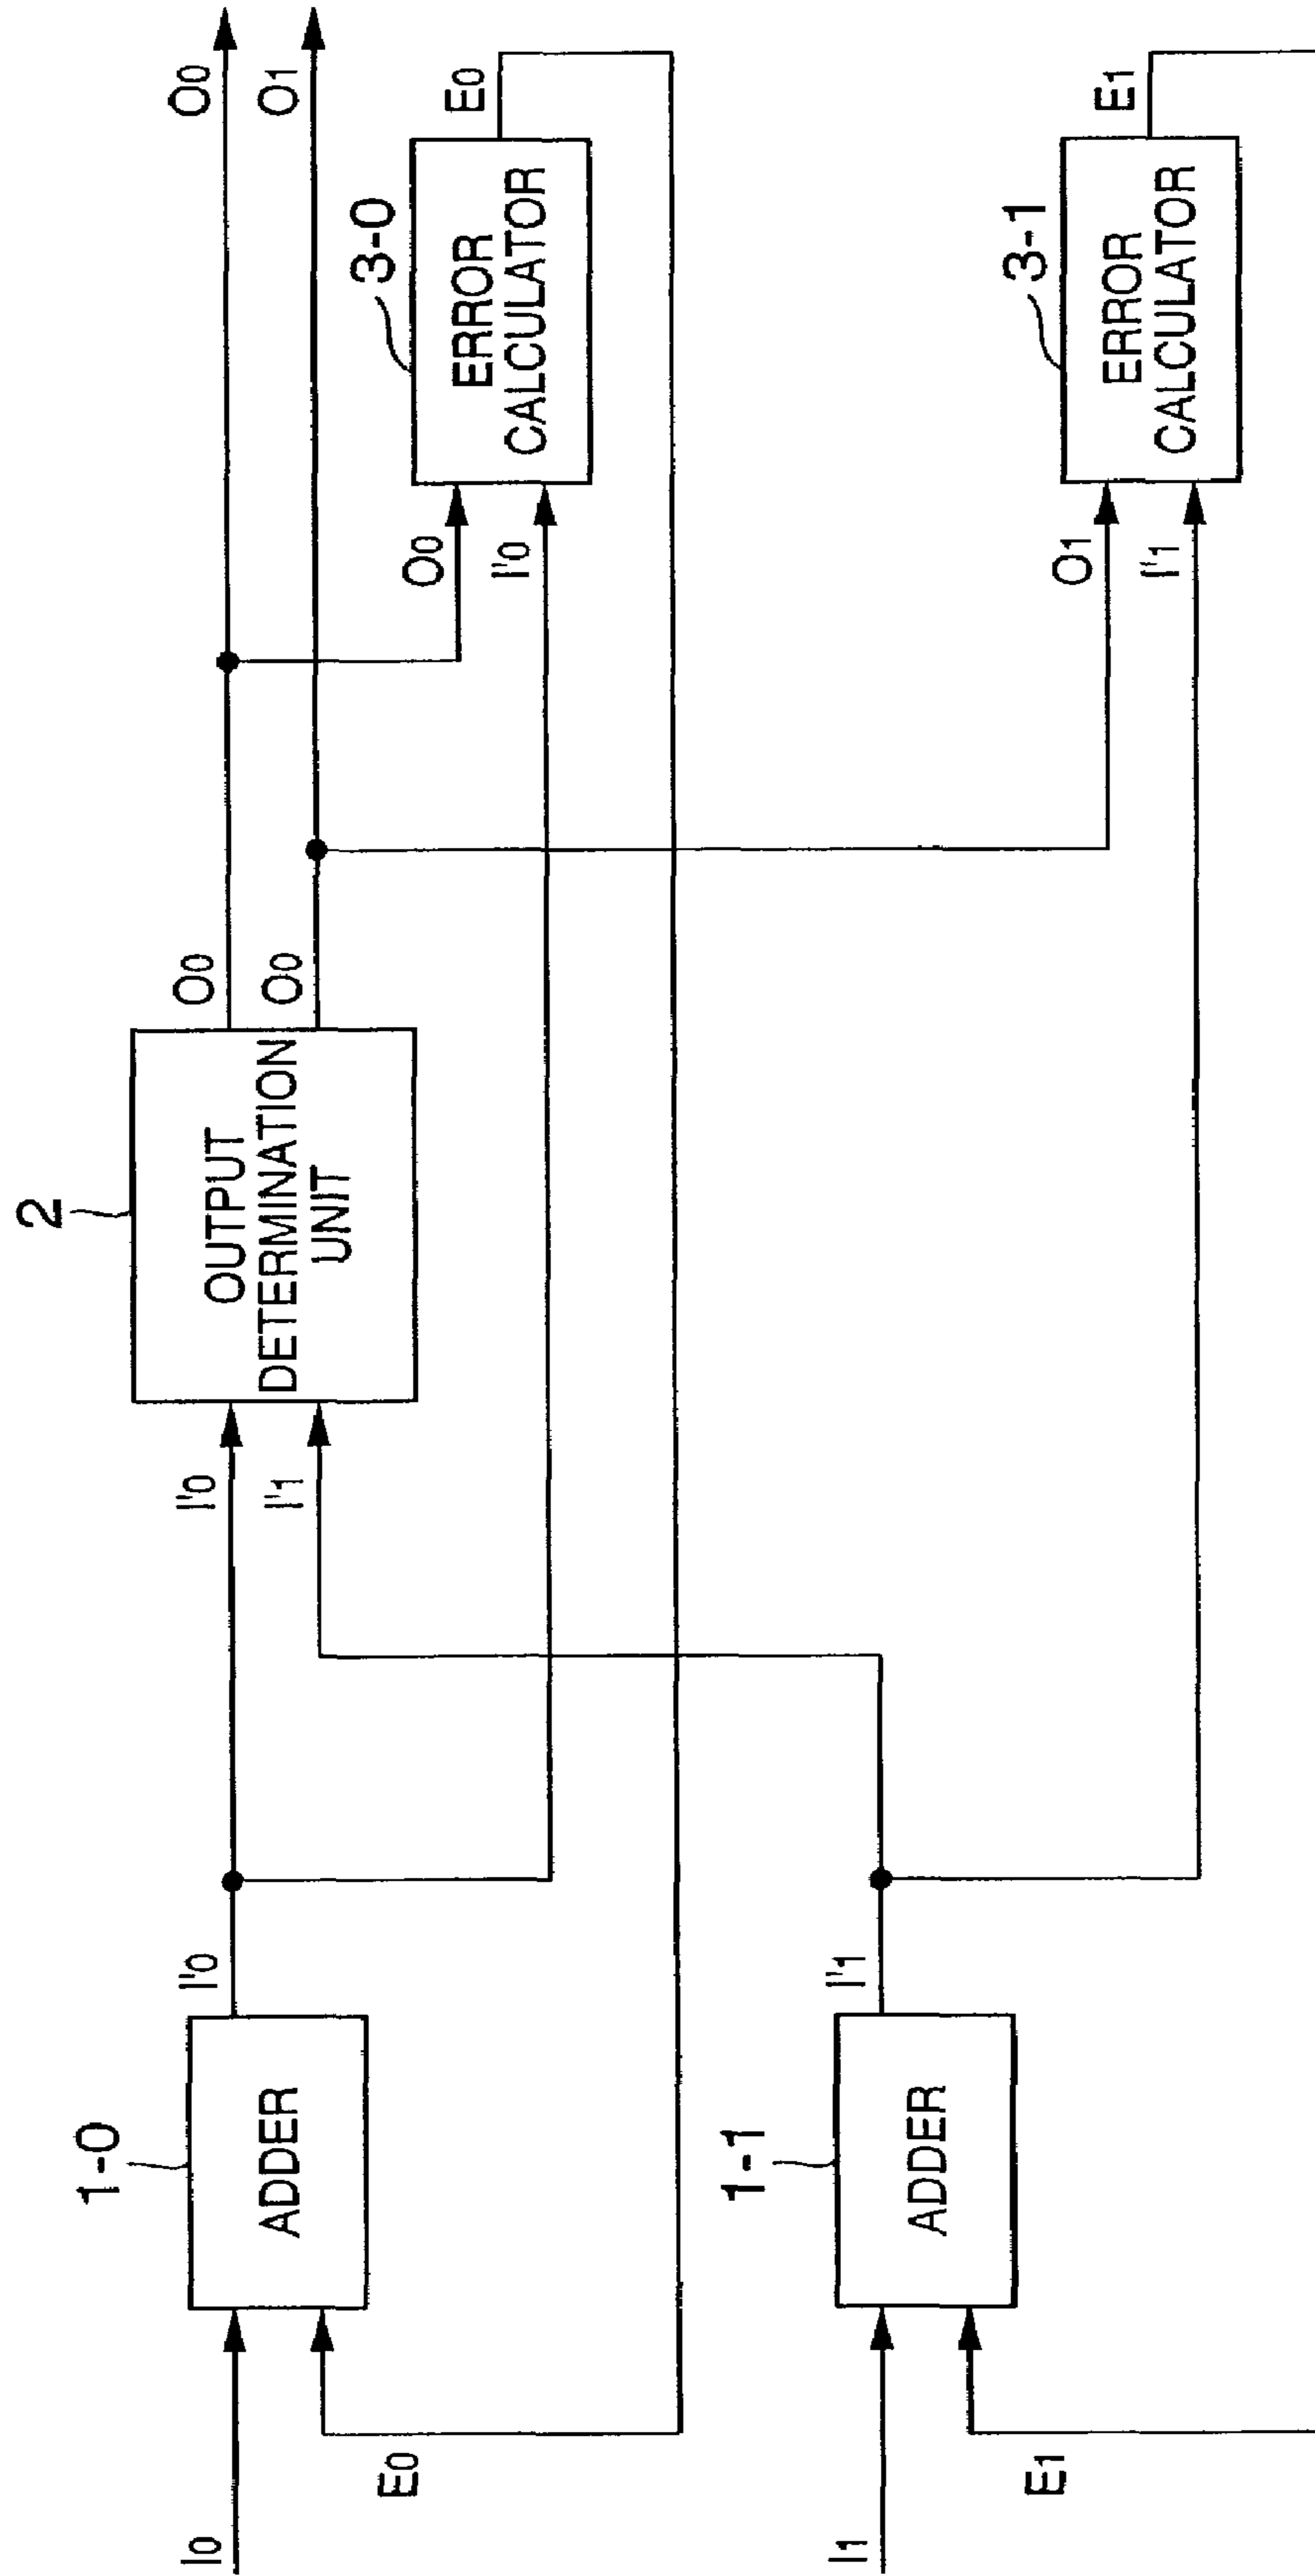 I0
E0
1-0
ADDER
I'0
I'0
I'1
2
OUTPUT
DETERMINATION
UNIT
O0
O0
O0
O1
3-0
O0
I'0
ERROR
CALCULATOR
E0
I1
E1
1-1
ADDER
I'1
3-1
O1
I'1
ERROR
CALCULATOR
E1